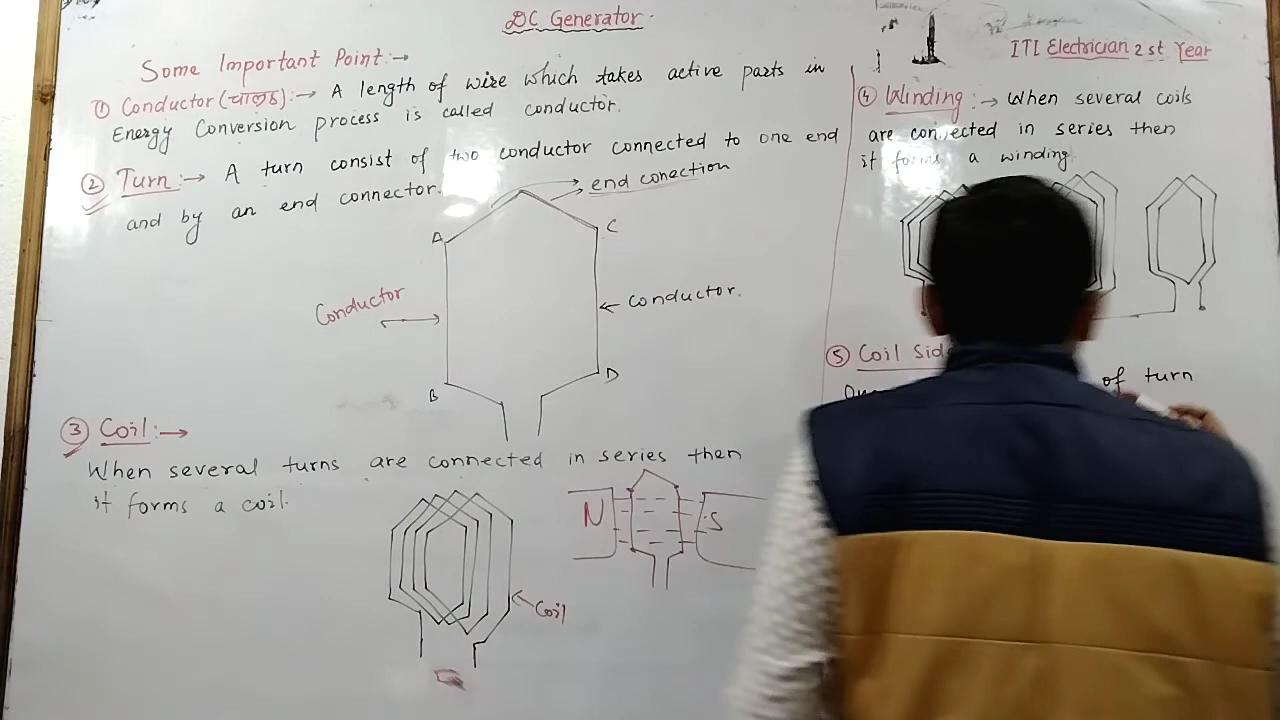 DC Generator
ITI Electrician 2 st Year
Some Important Point:→
① Conductor (चालक):→ A length of wire which takes active parts in
Energy Conversion process is called conductor.
② Turn:→ A turn consist of two conductor connected to one end
and by an end connector.
end conection
A
C
Conductor
← conductor.
B
D
③ Coil:→
When several turns are connected in series then
it forms a coil.
N
S
Coil
④ Winding:→ When several coils
are connected in series then
it forms a winding.
⑤ Coil Sid
of turn